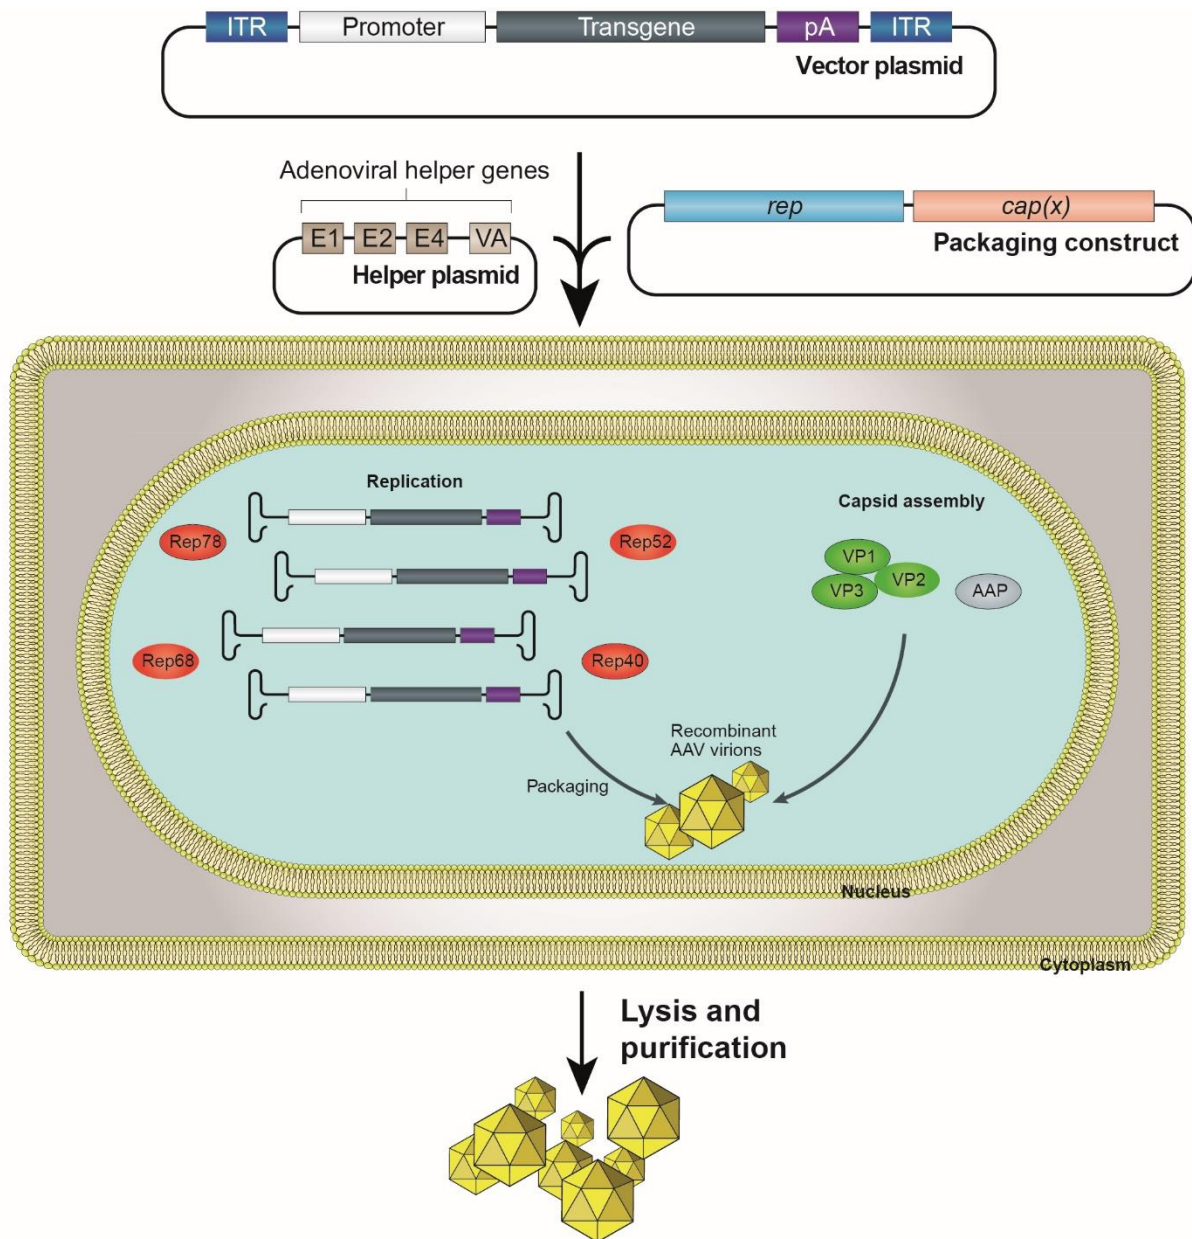 ITR Promoter Transgene pA ITR
Vector plasmid
Adenoviral helper genes
E1 E2 E4 VA
Helper plasmid
rep cap(x)
Packaging construct
Replication
Capsid assembly
Rep78
Rep52
VP1
VP2
VP3
AAP
Rep68
Rep40
Recombinant
AAV virions
Packaging
Nucleus
Cytoplasm
Lysis and
purification